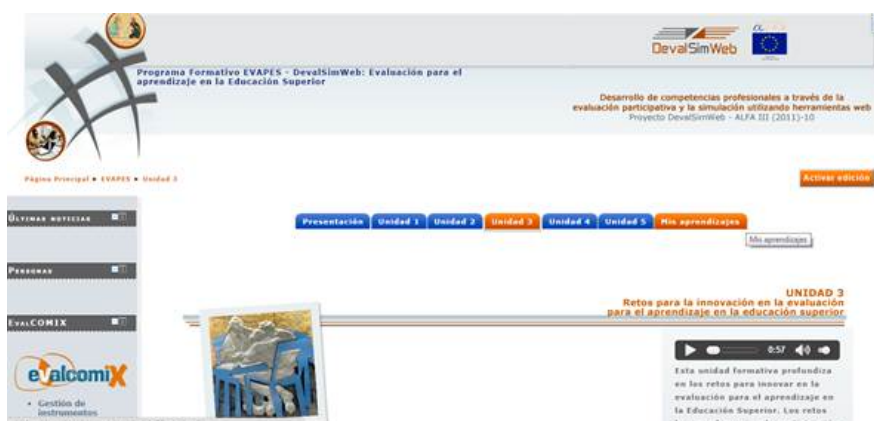 DevalSimWeb
Programa Formativo EVAPES - DevalSimWeb: Evaluación para el
aprendizaje en la Educación Superior
Desarrollo de competencias profesionales a través de la
evaluación participativa y la simulación utilizando herramientas web
Proyecto DevalSimWeb - ALFA III (2011)-10
Página Principal ▸ EVAPES ▸ Unidad 3
Activar edición
Últimas noticias
Presentación Unidad 1 Unidad 2 Unidad 3 Unidad 4 Unidad 5 Mis aprendizajes
Mis aprendizajes
Personas
UNIDAD 3
Retos para la innovación en la evaluación
para el aprendizaje en la educación superior
EvalCOMIX
0:57
evalcomix
Esta unidad formativa profundiza
en los retos para innovar en la
evaluación para el aprendizaje en
la Educación Superior. Los retos
• Gestión de
instrumentos